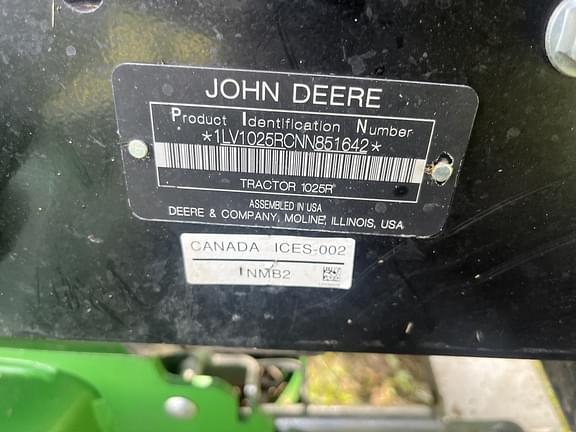 JOHN DEERE
Product Identification Number
*1LV1025RCNN851642*
TRACTOR 1025R
ASSEMBLED IN USA
DEERE & COMPANY, MOLINE, ILLINOIS, USA
CANADA ICES-002
1NMB2